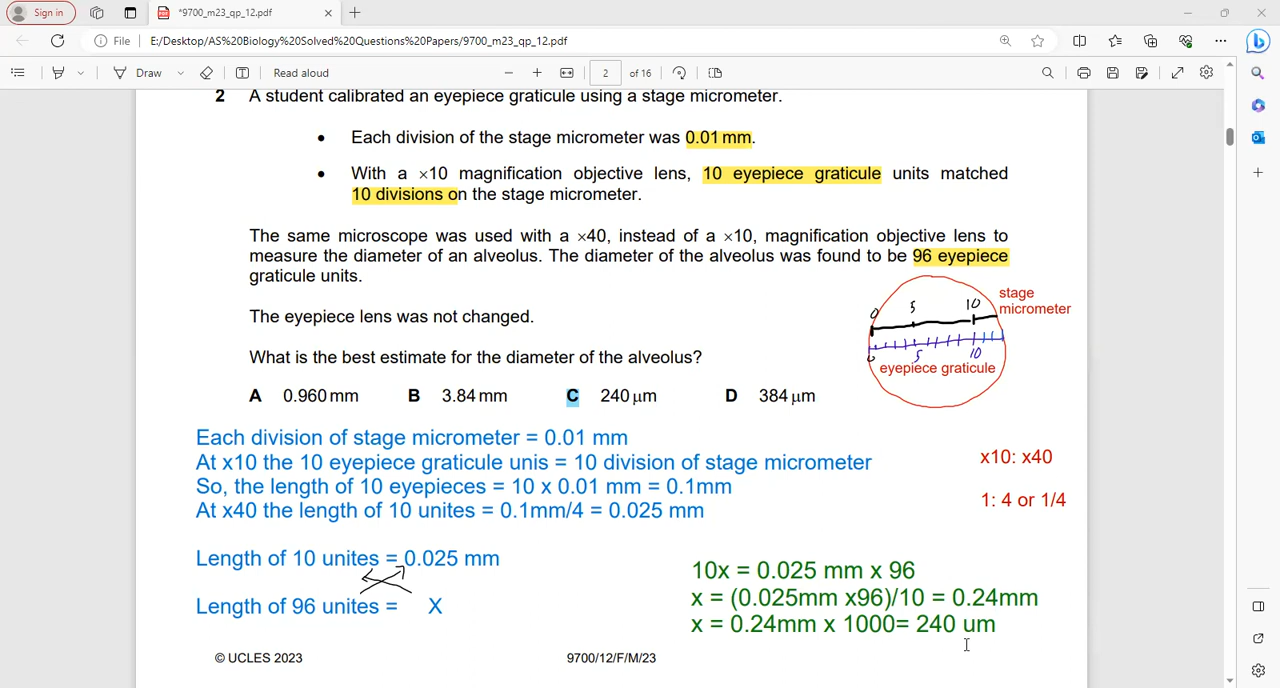 Sign in
*9700_m23_qp_12.pdf
File
E:/Desktop/AS%20Biology%20Solved%20Questions%20Papers/9700_m23_qp_12.pdf
Draw
Read aloud
2 of 16
2 A student calibrated an eyepiece graticule using a stage micrometer.
• Each division of the stage micrometer was 0.01 mm.
• With a ×10 magnification objective lens, 10 eyepiece graticule units matched
10 divisions on the stage micrometer.
The same microscope was used with a ×40, instead of a ×10, magnification objective lens to
measure the diameter of an alveolus. The diameter of the alveolus was found to be 96 eyepiece
graticule units.
The eyepiece lens was not changed.
What is the best estimate for the diameter of the alveolus?
0 5 10
stage
micrometer
0 5 10
eyepiece graticule
A 0.960 mm B 3.84 mm C 240 μm D 384 μm
Each division of stage micrometer = 0.01 mm
At x10 the 10 eyepiece graticule unis = 10 division of stage micrometer
So, the length of 10 eyepieces = 10 x 0.01 mm = 0.1mm
At x40 the length of 10 unites = 0.1mm/4 = 0.025 mm
x10: x40
1: 4 or 1/4
Length of 10 unites = 0.025 mm
Length of 96 unites = X
10x = 0.025 mm x 96
x = (0.025mm x96)/10 = 0.24mm
x = 0.24mm x 1000= 240 um
© UCLES 2023
9700/12/F/M/23